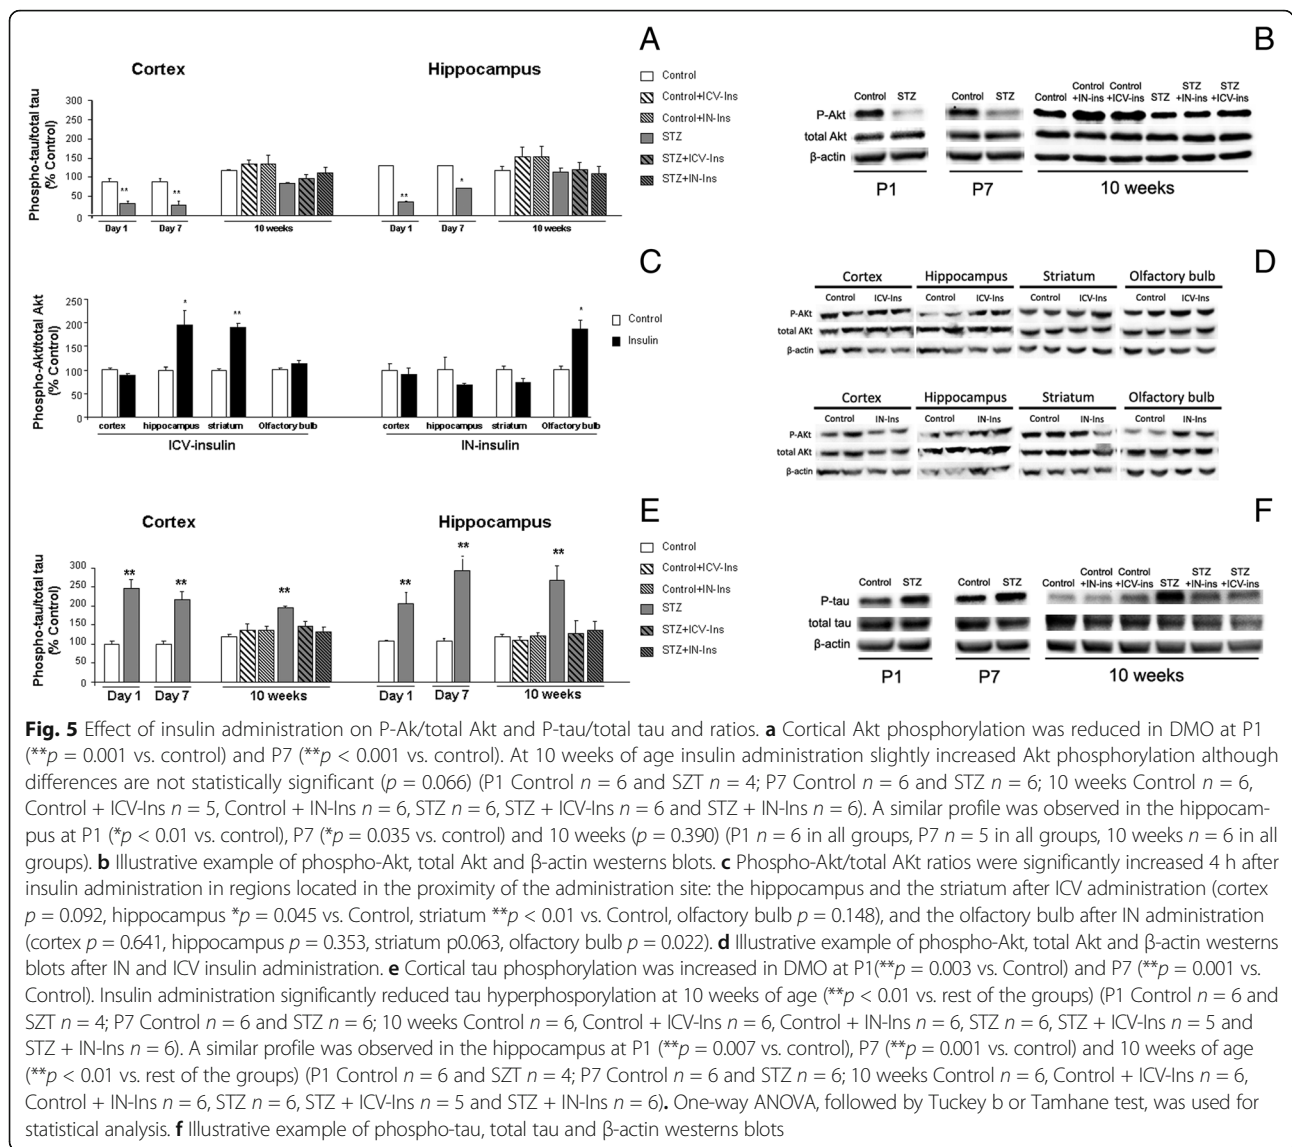 A
Cortex
Hippocampus
Phospho-tau/total tau
(% Control)
300
250
200
150
100
50
0
**
**
**
*
Day 1
Day 7
10 weeks
Day 1
Day 7
10 weeks
Control
Control+ICV-Ins
Control+IN-Ins
STZ
STZ+ICV-Ins
STZ+IN-Ins
B
Control STZ
Control STZ
Control
Control +IN-ins
Control +ICV-ins
STZ
STZ +IN-ins
STZ +ICV-ins
P-Akt
total Akt
β-actin
P1
P7
10 weeks
C
Phospho-Akt/total Akt
(% Control)
250
200
150
100
50
0
*
**
*
cortex hippocampus striatum Olfactory bulb
ICV-insulin
cortex hippocampus striatum Olfactory bulb
IN-insulin
Control
Insulin
D
Cortex Hippocampus Striatum Olfactory bulb
Control ICV-Ins Control ICV-Ins Control ICV-Ins Control ICV-Ins
P-AKt
total AKt
β-actin
Cortex Hippocampus Striatum Olfactory bulb
Control IN-Ins Control IN-Ins Control IN-Ins Control IN-Ins
P-AKt
total AKt
β-actin
E
Cortex
Hippocampus
Phospho-tau/total tau
(% Control)
300
250
200
150
100
50
0
**
**
**
**
**
**
Day 1
Day 7
10 weeks
Day 1
Day 7
10 weeks
Control
Control+ICV-Ins
Control+IN-Ins
STZ
STZ+ICV-Ins
STZ+IN-Ins
F
Control STZ
Control STZ
Control
Control +IN-ins
Control +ICV-ins
STZ
STZ +IN-ins
STZ +ICV-ins
P-tau
total tau
β-actin
P1
P7
10 weeks
Fig. 5 Effect of insulin administration on P-Ak/total Akt and P-tau/total tau and ratios. a Cortical Akt phosphorylation was reduced in DMO at P1
(**p = 0.001 vs. control) and P7 (**p < 0.001 vs. control). At 10 weeks of age insulin administration slightly increased Akt phosphorylation although
differences are not statistically significant (p = 0.066) (P1 Control n = 6 and SZT n = 4; P7 Control n = 6 and STZ n = 6; 10 weeks Control n = 6,
Control + ICV-Ins n = 5, Control + IN-Ins n = 6, STZ n = 6, STZ + ICV-Ins n = 6 and STZ + IN-Ins n = 6). A similar profile was observed in the hippocam-
pus at P1 (*p < 0.01 vs. control), P7 (*p = 0.035 vs. control) and 10 weeks (p = 0.390) (P1 n = 6 in all groups, P7 n = 5 in all groups, 10 weeks n = 6 in all
groups). b Illustrative example of phospho-Akt, total Akt and β-actin westerns blots. c Phospho-Akt/total AKt ratios were significantly increased 4 h after
insulin administration in regions located in the proximity of the administration site: the hippocampus and the striatum after ICV administration (cortex
p = 0.092, hippocampus *p = 0.045 vs. Control, striatum **p < 0.01 vs. Control, olfactory bulb p = 0.148), and the olfactory bulb after IN administration
(cortex p = 0.641, hippocampus p = 0.353, striatum p0.063, olfactory bulb p = 0.022). d Illustrative example of phospho-Akt, total Akt and β-actin westerns
blots after IN and ICV insulin administration. e Cortical tau phosphorylation was increased in DMO at P1(**p = 0.003 vs. Control) and P7 (**p = 0.001 vs.
Control). Insulin administration significantly reduced tau hyperphosporylation at 10 weeks of age (**p < 0.01 vs. rest of the groups) (P1 Control n = 6 and
SZT n = 4; P7 Control n = 6 and STZ n = 6; 10 weeks Control n = 6, Control + ICV-Ins n = 6, Control + IN-Ins n = 6, STZ n = 6, STZ + ICV-Ins n = 5 and
STZ + IN-Ins n = 6). A similar profile was observed in the hippocampus at P1 (**p = 0.007 vs. control), P7 (**p = 0.001 vs. control) and 10 weeks of age
(**p < 0.01 vs. rest of the groups) (P1 Control n = 6 and SZT n = 4; P7 Control n = 6 and STZ n = 6; 10 weeks Control n = 6, Control + ICV-Ins n = 6,
Control + IN-Ins n = 6, STZ n = 6, STZ + ICV-Ins n = 5 and STZ + IN-Ins n = 6). One-way ANOVA, followed by Tuckey b or Tamhane test, was used for
statistical analysis. f Illustrative example of phospho-tau, total tau and β-actin westerns blots